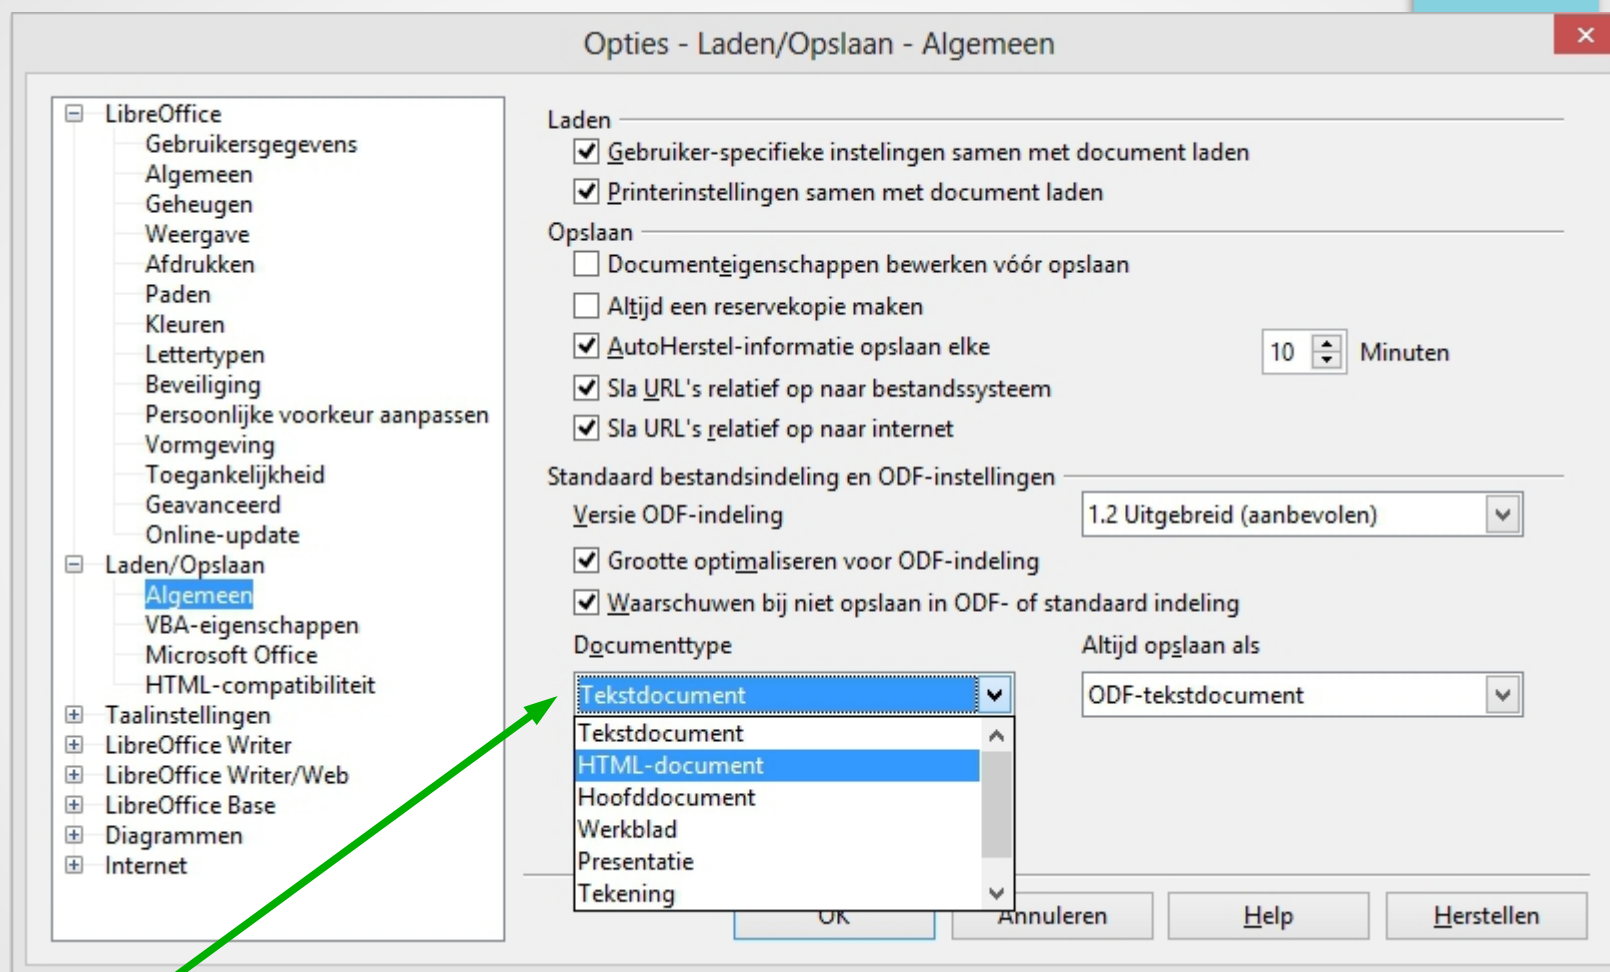 Opties - Laden/Opslaan - Algemeen
LibreOffice
Gebruikersgegevens
Algemeen
Geheugen
Weergave
Afdrukken
Paden
Kleuren
Lettertypen
Beveiliging
Persoonlijke voorkeur aanpassen
Vormgeving
Toegankelijkheid
Geavanceerd
Online-update
Laden/Opslaan
Algemeen
VBA-eigenschappen
Microsoft Office
HTML-compatibiliteit
Taalinstellingen
LibreOffice Writer
LibreOffice Writer/Web
LibreOffice Base
Diagrammen
Internet
Laden
Gebruiker-specifieke instelingen samen met document laden
Printerinstellingen samen met document laden
Opslaan
Documenteigenschappen bewerken vóór opslaan
Altijd een reservekopie maken
AutoHerstel-informatie opslaan elke 10 Minuten
Sla URL's relatief op naar bestandssysteem
Sla URL's relatief op naar internet
Standaard bestandsindeling en ODF-instellingen
Versie ODF-indeling 1.2 Uitgebreid (aanbevolen)
Grootte optimaliseren voor ODF-indeling
Waarschuwen bij niet opslaan in ODF- of standaard indeling
Documenttype Altijd opslaan als
Tekstdocument ODF-tekstdocument
Tekstdocument
HTML-document
Hoofddocument
Werkblad
Presentatie
Tekening
OK Annuleren Help Herstellen